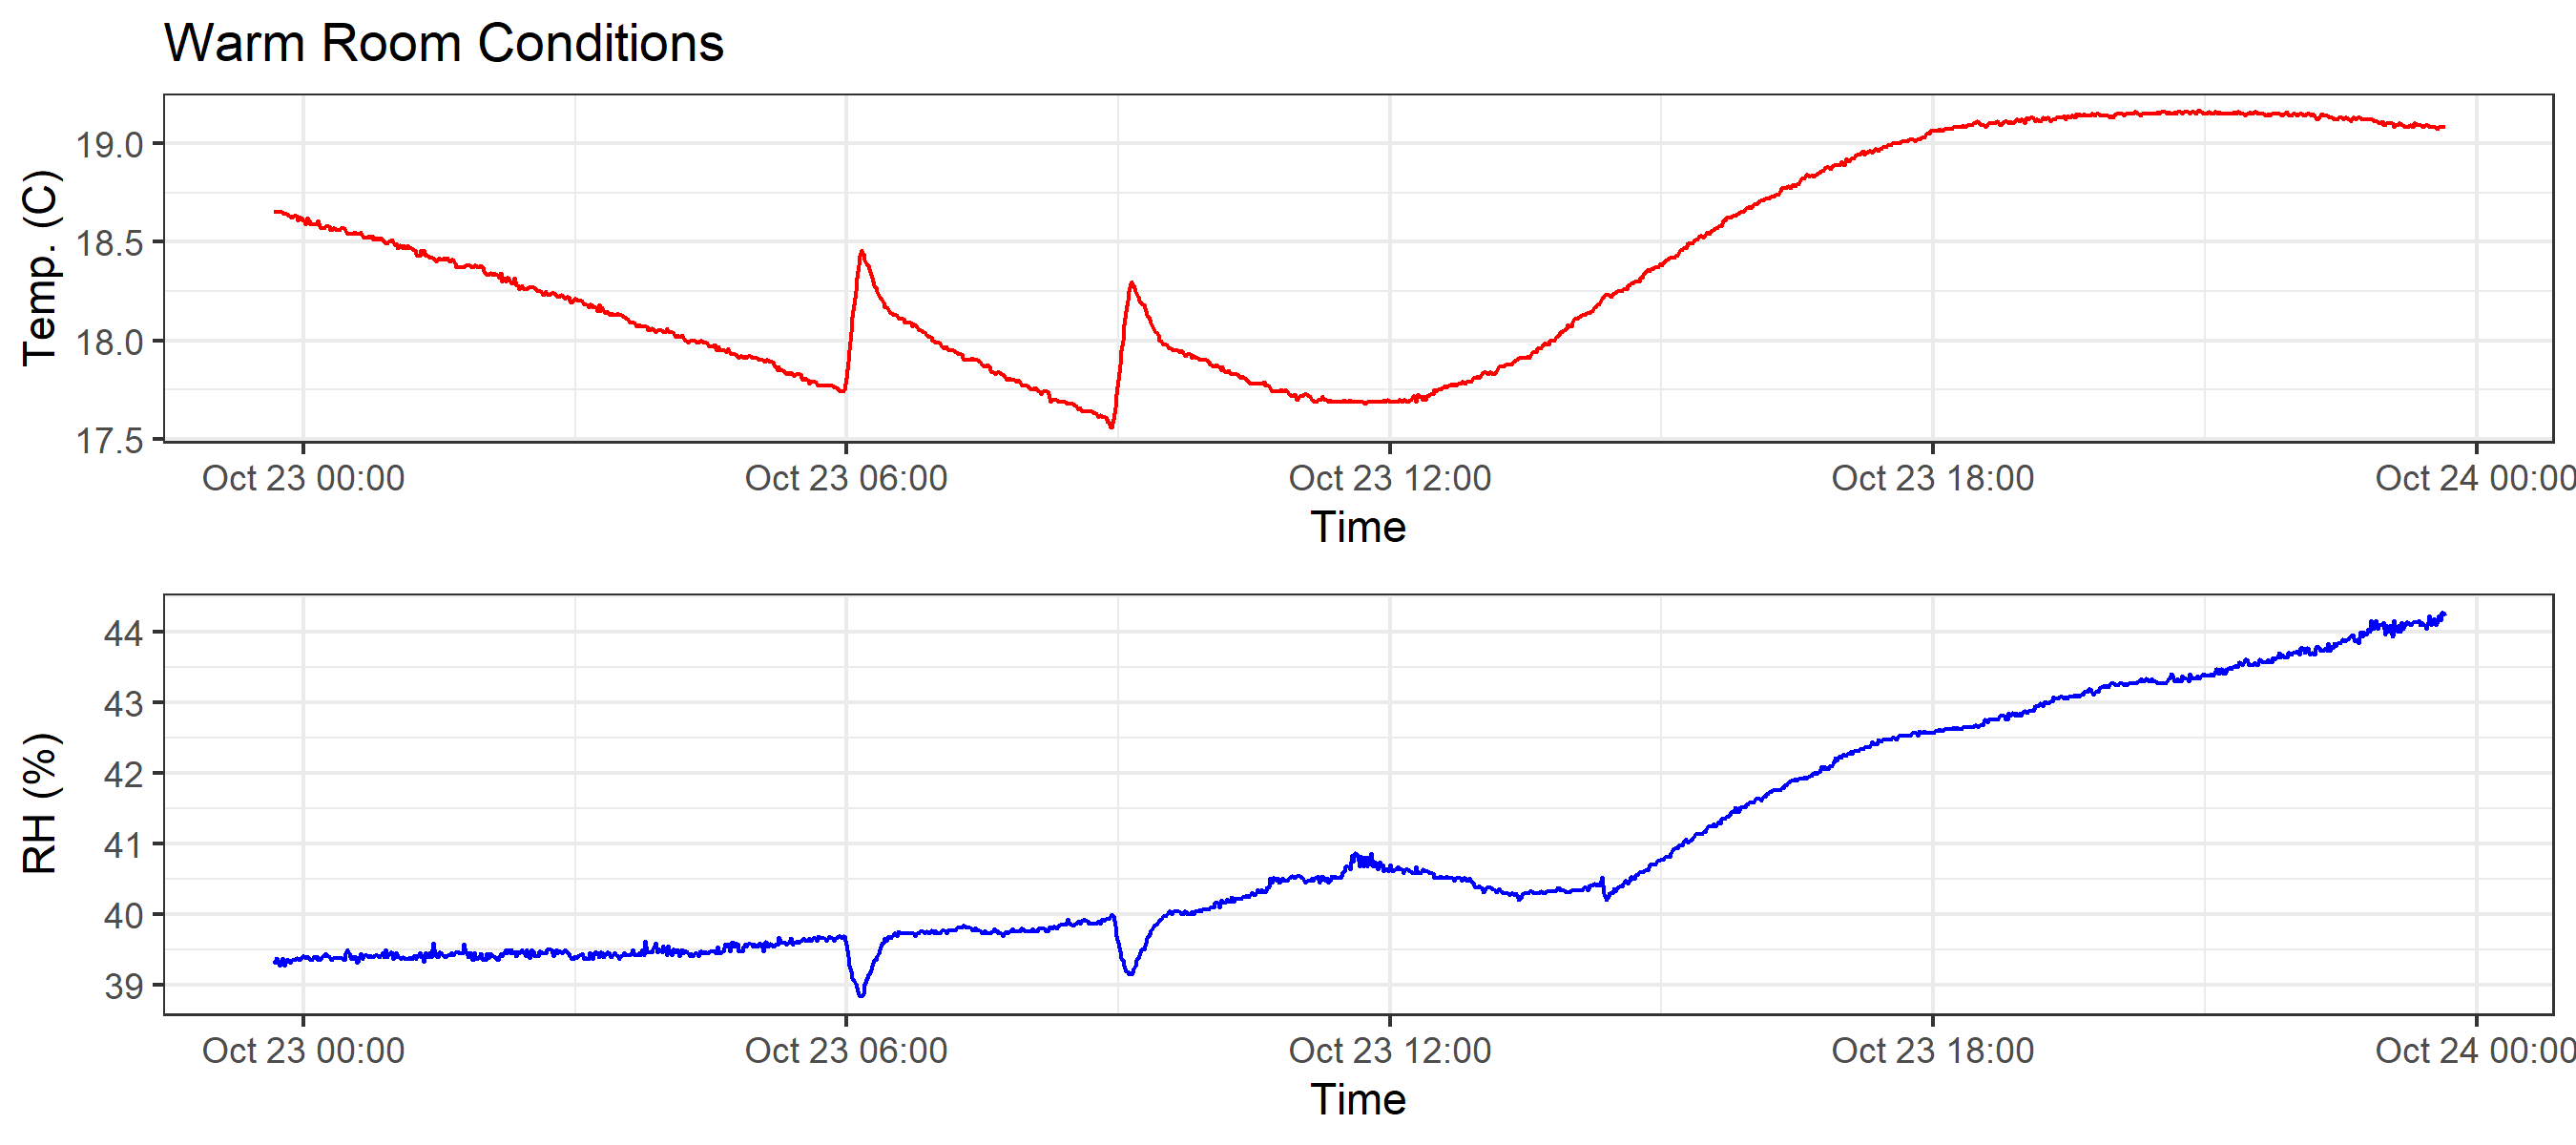 Warm Room Conditions
Temp. (C)
19.0
18.5
18.0
17.5
Oct 23 00:00 Oct 23 06:00 Oct 23 12:00 Oct 23 18:00 Oct 24 00:00
Time
RH (%)
44
43
42
41
40
39
Oct 23 00:00 Oct 23 06:00 Oct 23 12:00 Oct 23 18:00 Oct 24 00:00
Time